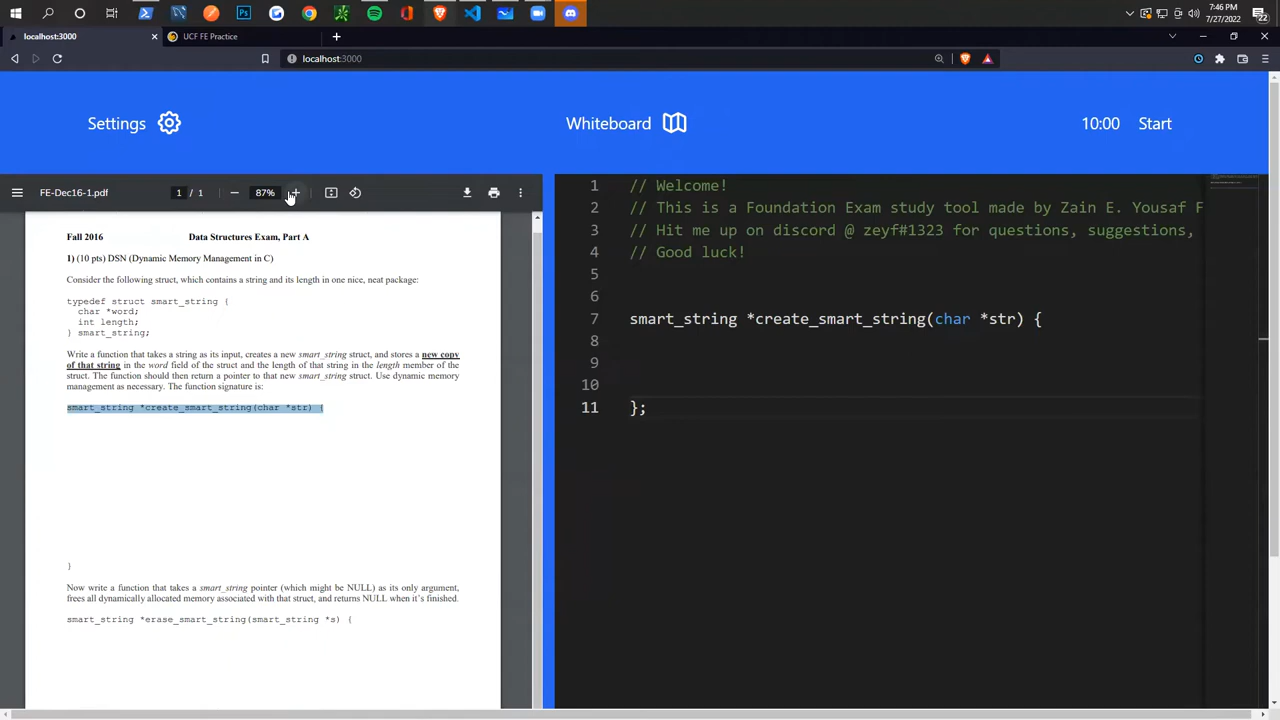 7:46 PM
7/27/2022
22
localhost:3000
UCF FE Practice
localhost:3000
Settings
Whiteboard
10:00 Start
FE-Dec16-1.pdf
1 / 1
87%
Fall 2016 Data Structures Exam, Part A
1) (10 pts) DSN (Dynamic Memory Management in C)
Consider the following struct, which contains a string and its length in one nice, neat package:
typedef struct smart_string {
char *word;
int length;
} smart_string;
Write a function that takes a string as its input, creates a new smart_string struct, and stores a new copy
of that string in the word field of the struct and the length of that string in the length member of the
struct. The function should then return a pointer to that new smart_string struct. Use dynamic memory
management as necessary. The function signature is:
smart_string *create_smart_string(char *str) {
}
Now write a function that takes a smart_string pointer (which might be NULL) as its only argument,
frees all dynamically allocated memory associated with that struct, and returns NULL when it's finished.
smart_string *erase_smart_string(smart_string *s) {
1 // Welcome!
2 // This is a Foundation Exam study tool made by Zain E. Yousaf F
3 // Hit me up on discord @ zeyf#1323 for questions, suggestions,
4 // Good luck!
5
6
7 smart_string *create_smart_string(char *str) {
8
9
10
11 };